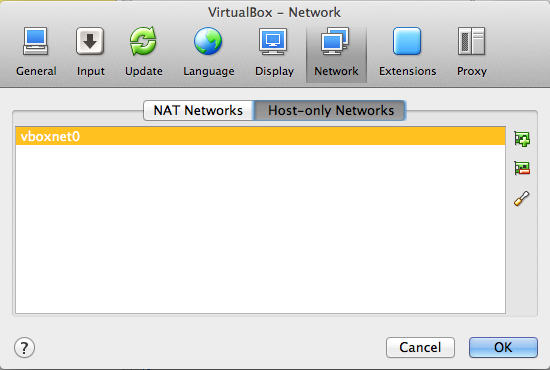 VirtualBox – Network
General Input Update Language Display Network Extensions Proxy
NAT Networks Host-only Networks
vboxnet0
? Cancel OK